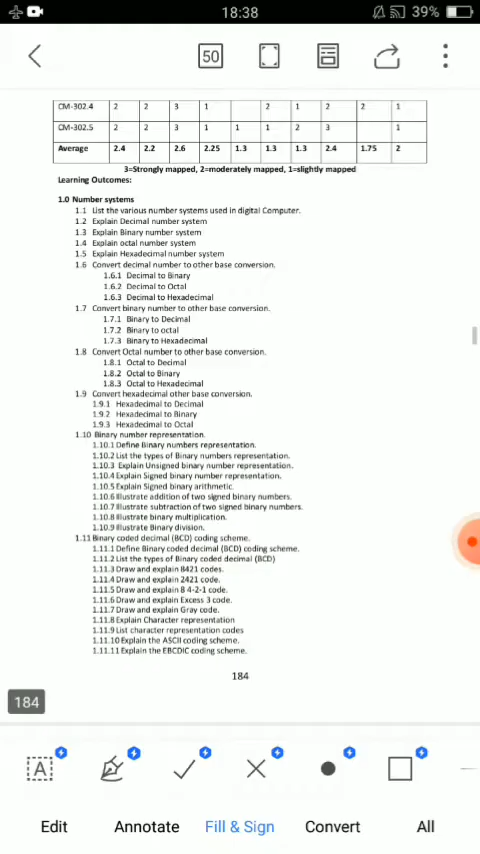 18:38
39%
50
CM-302.4 2 2 3 1 2 1 2 2 1
CM-302.5 2 2 3 1 1 1 2 3 1
Average 2.4 2.2 2.6 2.25 1.3 1.3 1.3 2.4 1.75 2
3=Strongly mapped, 2=moderately mapped, 1=slightly mapped
Learning Outcomes:
1.0 Number systems
1.1 List the various number systems used in digital Computer.
1.2 Explain Decimal number system
1.3 Explain Binary number system
1.4 Explain octal number system
1.5 Explain Hexadecimal number system
1.6 Convert decimal number to other base conversion.
1.6.1 Decimal to Binary
1.6.2 Decimal to Octal
1.6.3 Decimal to Hexadecimal
1.7 Convert binary number to other base conversion.
1.7.1 Binary to Decimal
1.7.2 Binary to octal
1.7.3 Binary to Hexadecimal
1.8 Convert Octal number to other base conversion.
1.8.1 Octal to Decimal
1.8.2 Octal to Binary
1.8.3 Octal to Hexadecimal
1.9 Convert hexadecimal other base conversion.
1.9.1 Hexadecimal to Decimal
1.9.2 Hexadecimal to Binary
1.9.3 Hexadecimal to Octal
1.10 Binary number representation.
1.10.1 Define Binary numbers representation.
1.10.2 List the types of Binary numbers representation.
1.10.3 Explain Unsigned binary number representation.
1.10.4 Explain Signed binary number representation.
1.10.5 Explain Signed binary arithmetic.
1.10.6 Illustrate addition of two signed binary numbers.
1.10.7 Illustrate subtraction of two signed binary numbers.
1.10.8 Illustrate binary multiplication.
1.10.9 Illustrate Binary division.
1.11 Binary coded decimal (BCD) coding scheme.
1.11.1 Define Binary coded decimal (BCD) coding scheme.
1.11.2 List the types of Binary coded decimal (BCD)
1.11.3 Draw and explain 8421 codes.
1.11.4 Draw and explain 2421 code.
1.11.5 Draw and explain 8 4-2-1 code.
1.11.6 Draw and explain Excess 3 code.
1.11.7 Draw and explain Gray code.
1.11.8 Explain Character representation
1.11.9 List character representation codes
1.11.10 Explain the ASCII coding scheme.
1.11.11 Explain the EBCDIC coding scheme.
184
184
A
Edit Annotate Fill & Sign Convert All